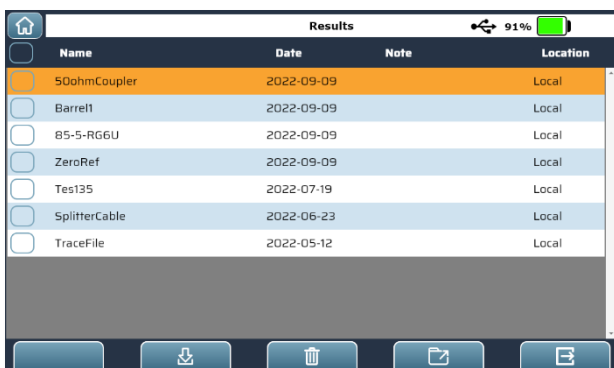 Results 91%
Name Date Note Location
50ohmCoupler 2022-09-09 Local
Barrel1 2022-09-09 Local
85-5-RG6U 2022-09-09 Local
ZeroRef 2022-09-09 Local
Tes135 2022-07-19 Local
SplitterCable 2022-06-23 Local
TraceFile 2022-05-12 Local